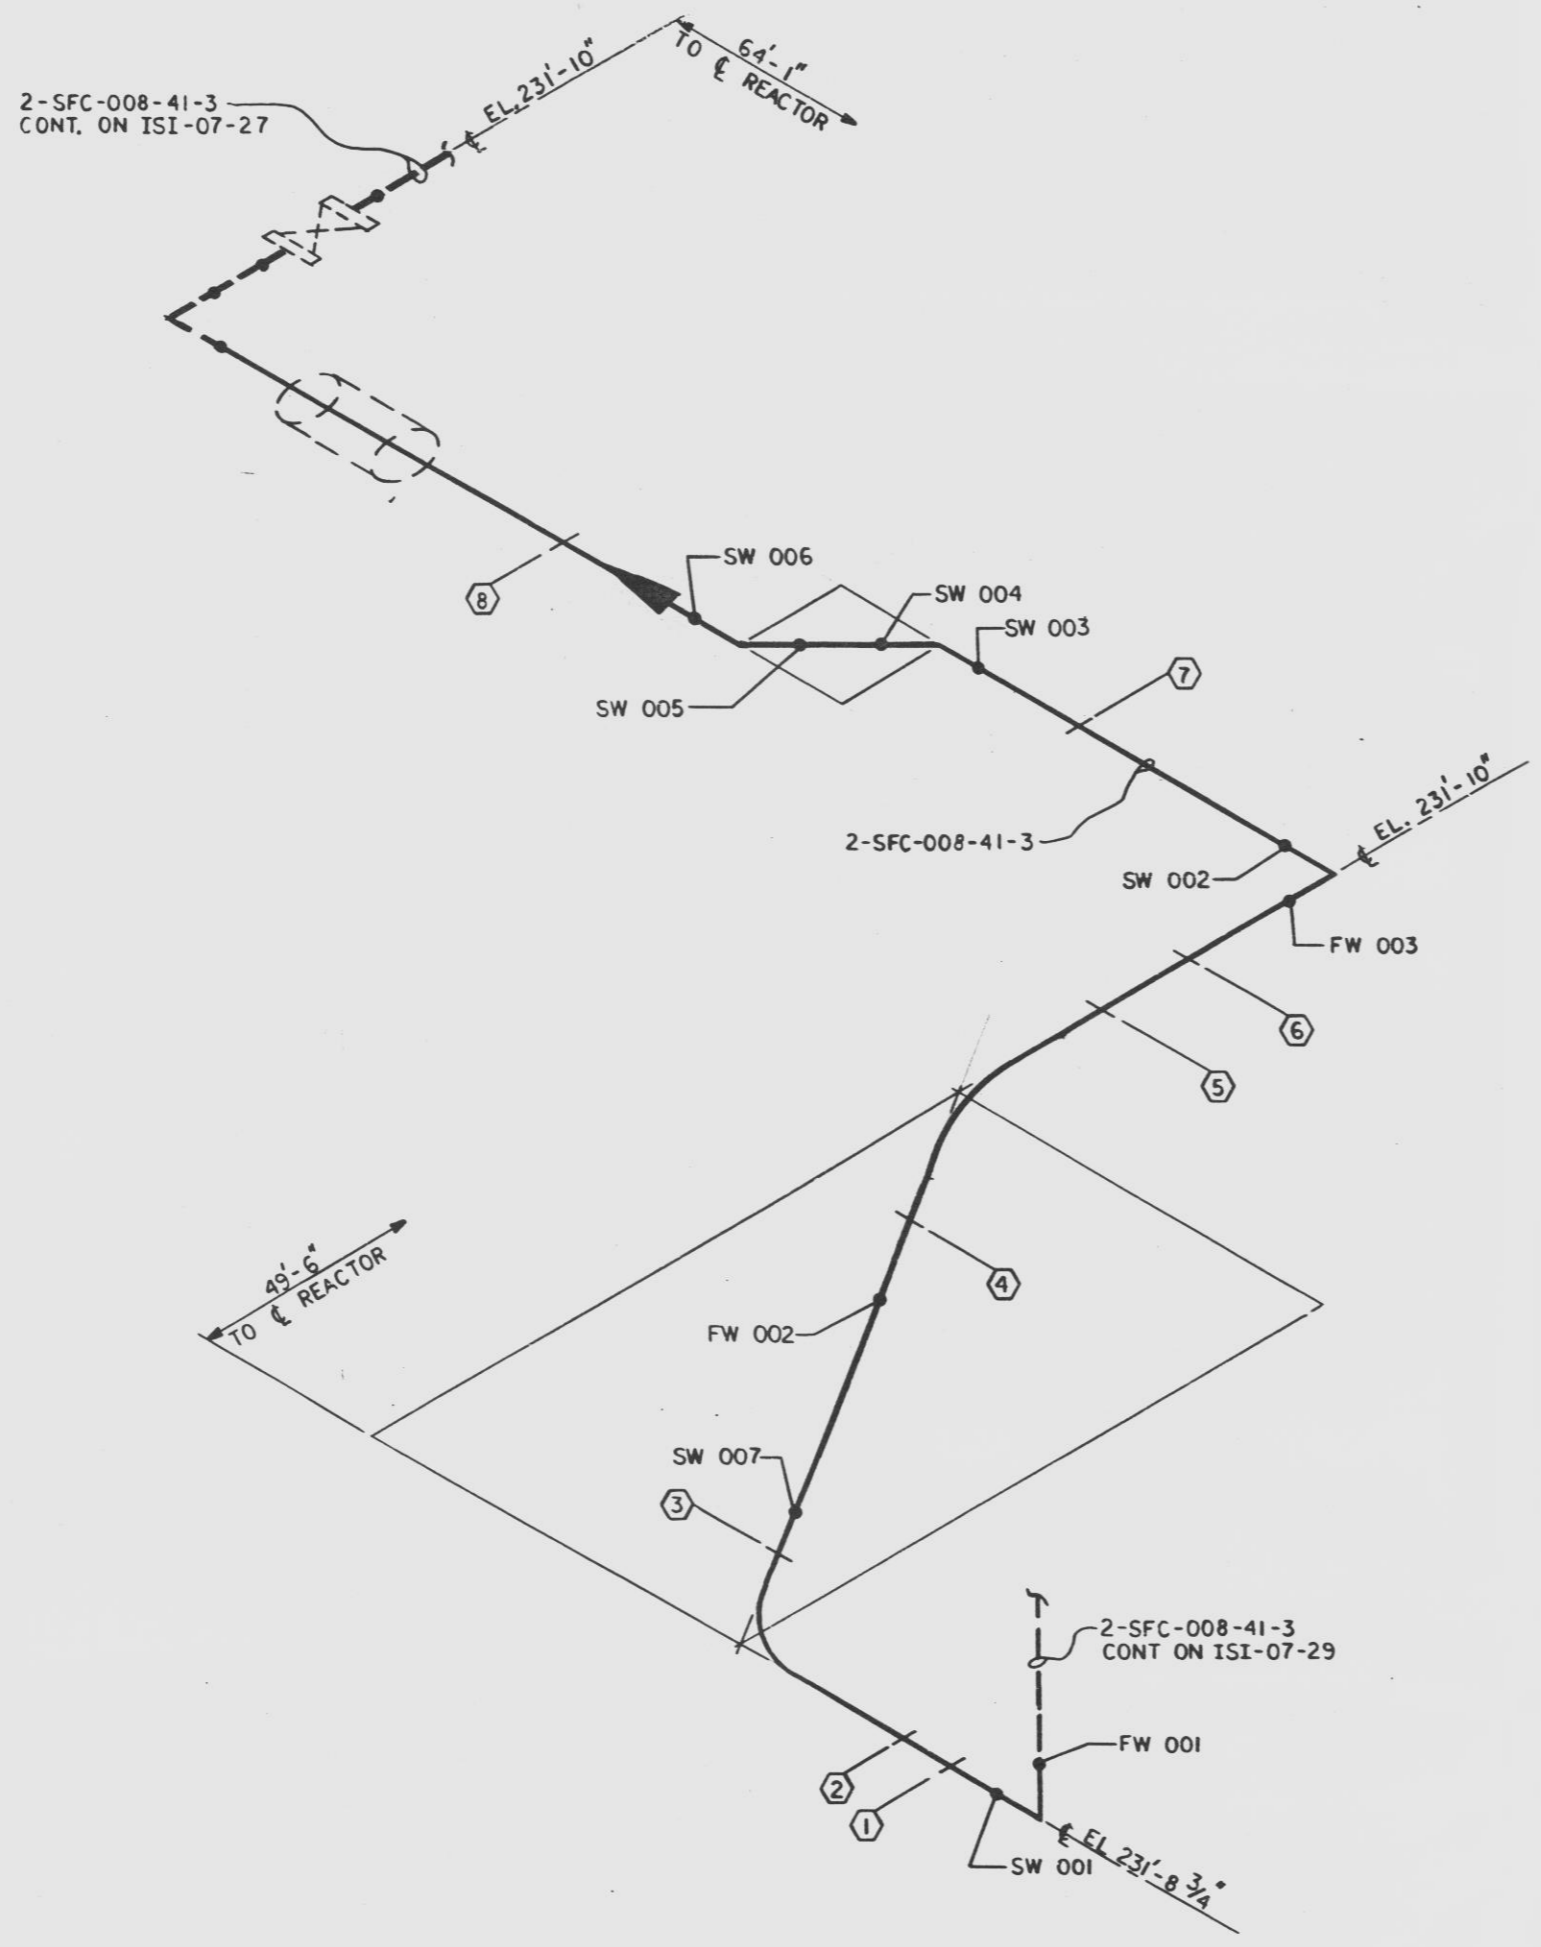 64'-1"
TO ℄ REACTOR
2-SFC-008-41-3
CONT. ON ISI-07-27
℄ EL. 231'-10"
SW 006
8
SW 004
SW 003
SW 005
7
2-SFC-008-41-3
℄ EL. 231'-10"
SW 002
FW 003
6
5
49'-6"
TO ℄ REACTOR
4
FW 002
SW 007
3
2-SFC-008-41-3
CONT ON ISI-07-29
FW 001
2
1
℄ EL 231'-8 3/4"
SW 001